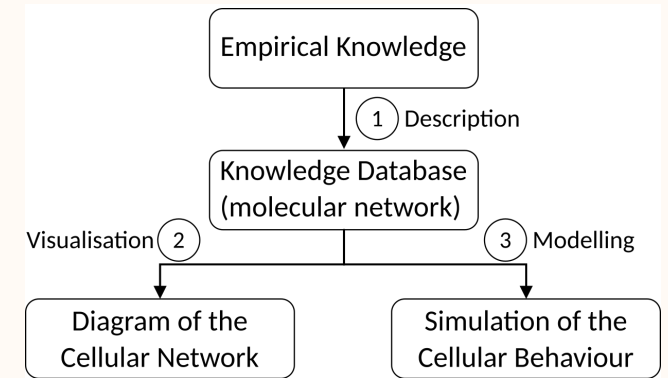 Empirical Knowledge
1 Description
Knowledge Database
(molecular network)
Visualisation 2
3 Modelling
Diagram of the
Cellular Network
Simulation of the
Cellular Behaviour